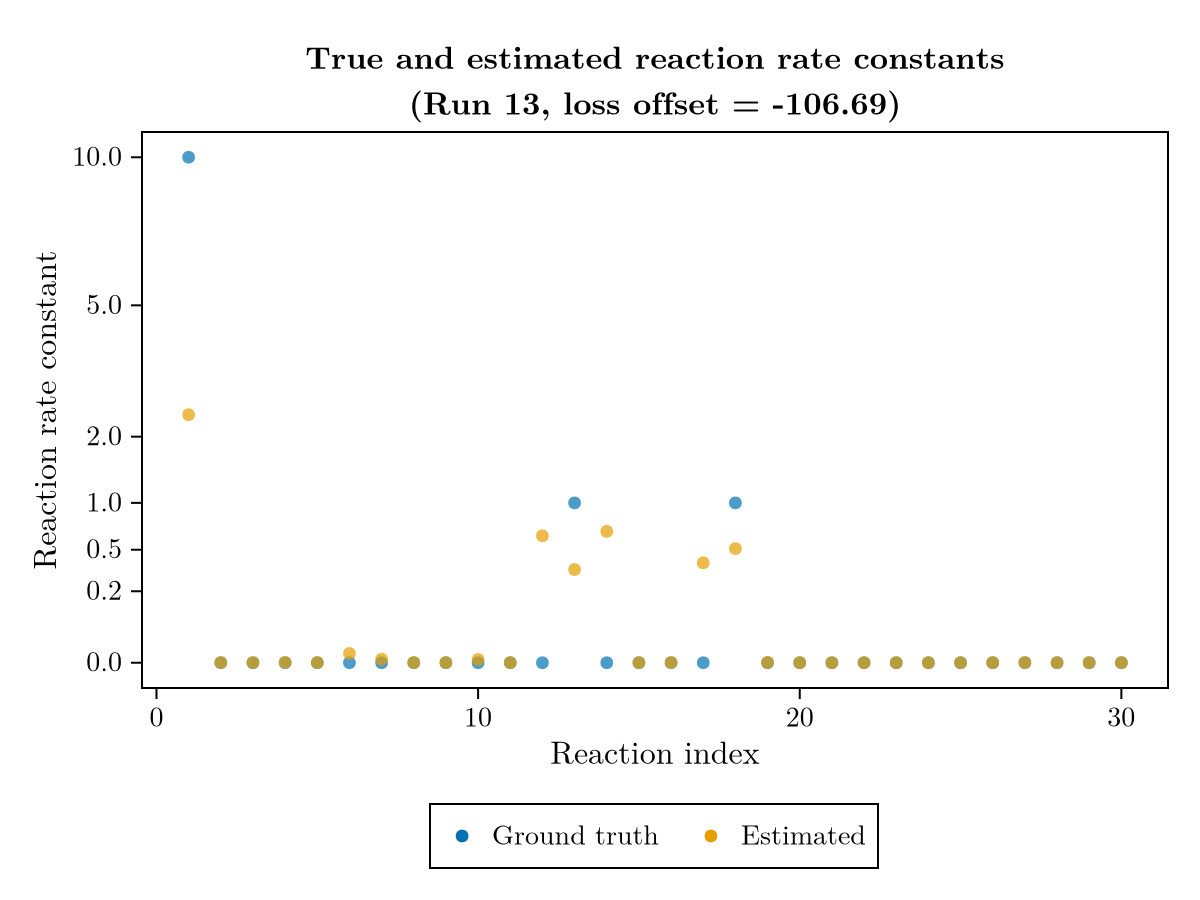 True and estimated reaction rate constants
(Run 13, loss offset = -106.69)
Reaction rate constant
10.0
5.0
2.0
1.0
0.5
0.2
0.0
0 10 20 30
Reaction index
Ground truth Estimated